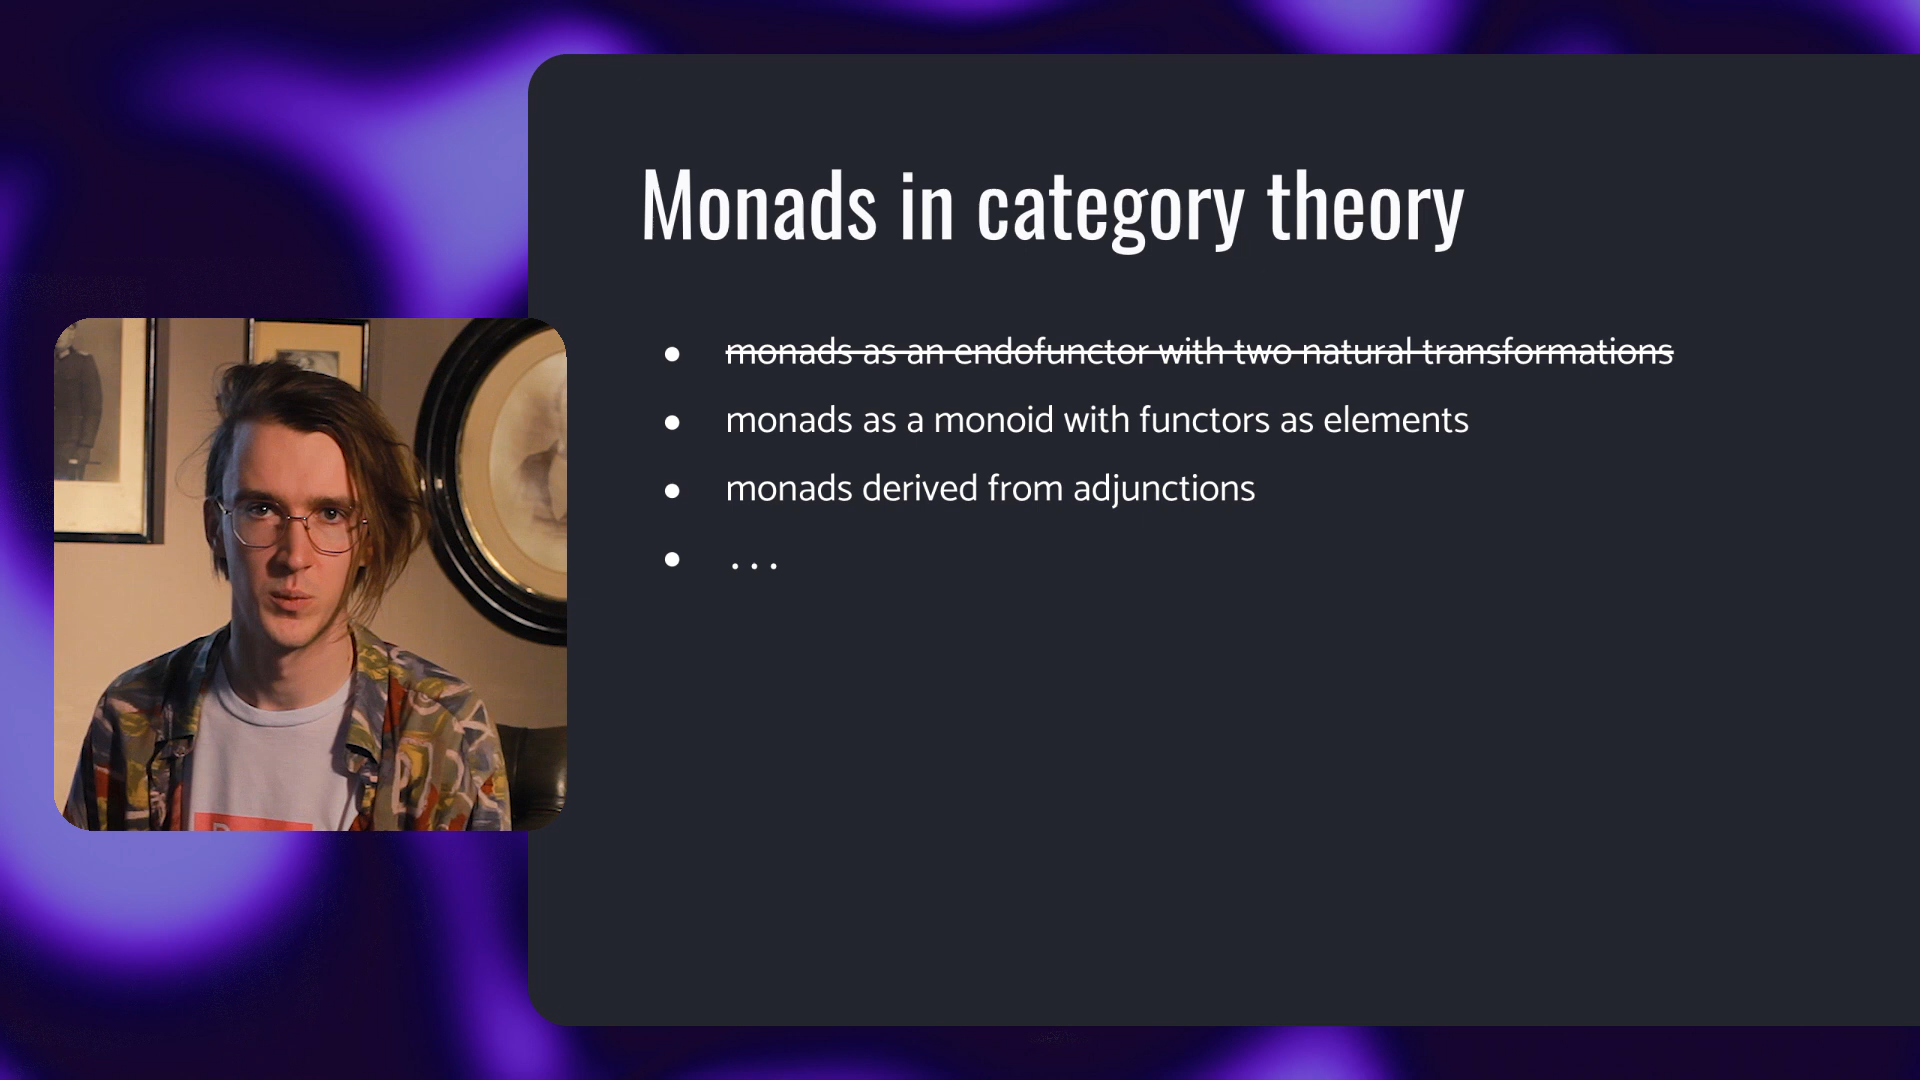 Monads in category theory
monads as an endofunctor with two natural transformations
monads as a monoid with functors as elements
monads derived from adjunctions
...